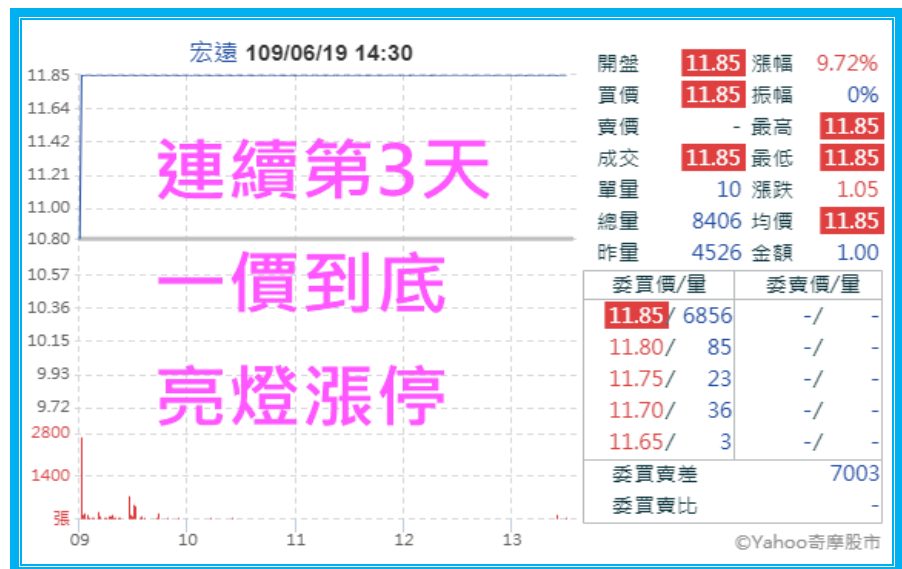 宏遠 109/06/19 14:30
11.85
11.64
11.42
11.21
11.00
10.80
10.57
10.36
10.15
9.93
9.72
2800
1400
張
09 10 11 12 13
連續第3天
一價到底
亮燈漲停
開盤 11.85 漲幅 9.72%
買價 11.85 振幅 0%
賣價 - 最高 11.85
成交 11.85 最低 11.85
單量 10 漲跌 1.05
總量 8406 均價 11.85
昨量 4526 金額 1.00
委買價/量 委賣價/量
11.85/ 6856 -/ -
11.80/ 85 -/ -
11.75/ 23 -/ -
11.70/ 36 -/ -
11.65/ 3 -/ -
委買賣差 7003
委買賣比 -
©Yahoo奇摩股市